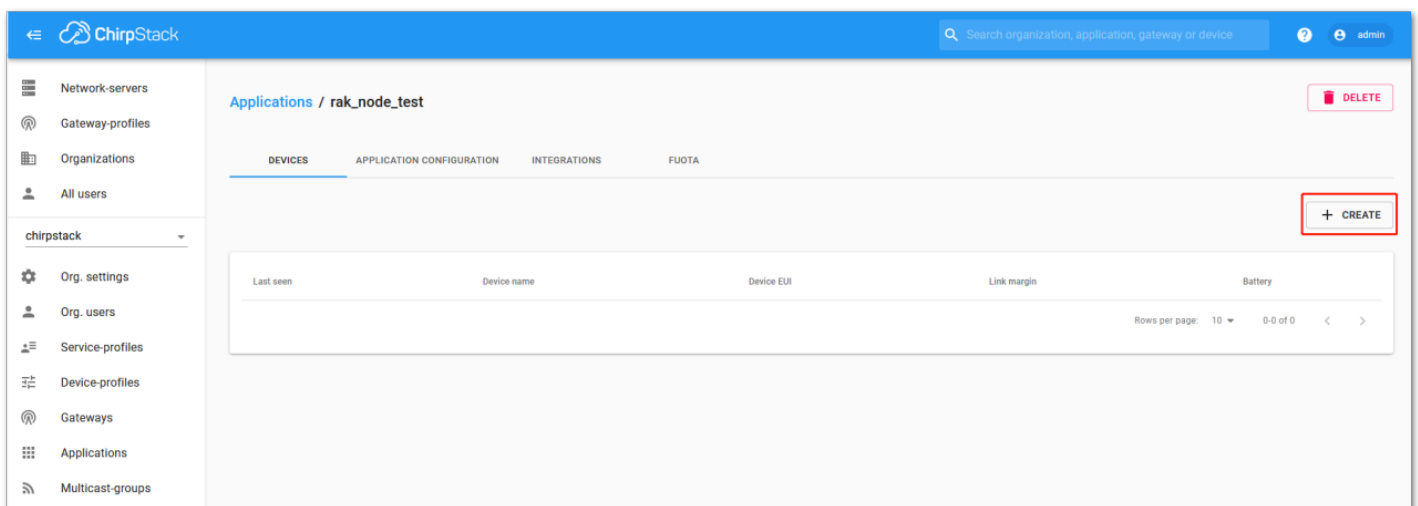 ChirpStack
Search organization, application, gateway or device
? admin
Network-servers
Gateway-profiles
Organizations
All users
chirpstack
Org. settings
Org. users
Service-profiles
Device-profiles
Gateways
Applications
Multicast-groups
Applications / rak_node_test
DELETE
DEVICES APPLICATION CONFIGURATION INTEGRATIONS FUOTA
+ CREATE
Last seen Device name Device EUI Link margin Battery
Rows per page: 10 0-0 of 0 < >